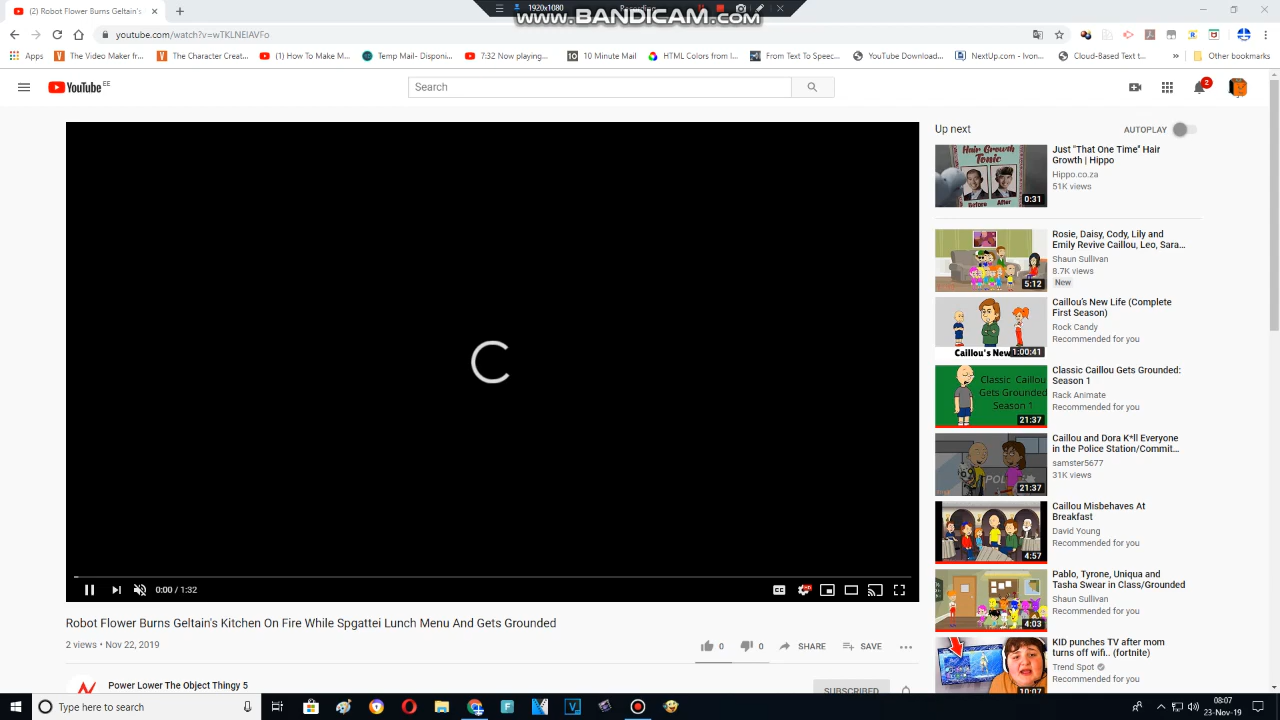 1920x1080
Recording
www.BANDICAM.com
(2) Robot Flower Burns Geltain's
youtube.com/watch?v=wTKLNEIAVFo
Apps
The Video Maker fr...
The Character Creat...
(1) How To Make M...
Temp Mail- Disponi...
7:32 Now playing...
10 Minute Mail
HTML Colors from I...
From Text To Speec...
YouTube Download...
NextUp.com - Ivon...
Cloud-Based Text t...
Other bookmarks
YouTube EE
Search
2
Up next
AUTOPLAY
Hair Growth
Tonic
Before After
0:31
Just "That One Time" Hair
Growth | Hippo
Hippo.co.za
51K views
5:12
Rosie, Daisy, Cody, Lily and
Emily Revive Caillou, Leo, Sara...
Shaun Sullivan
8.7K views
New
Caillou's New
1:00:41
Caillou's New Life (Complete
First Season)
Rock Candy
Recommended for you
Classic Caillou
Gets Grounded
Season 1
21:37
Classic Caillou Gets Grounded:
Season 1
Rack Animate
Recommended for you
21:37
Caillou and Dora K*ll Everyone
in the Police Station/Commit...
samster5677
31K views
4:57
Caillou Misbehaves At
Breakfast
David Young
Recommended for you
4:03
Pablo, Tyrone, Uniqua and
Tasha Swear in Class/Grounded
Shaun Sullivan
Recommended for you
10:07
KID punches TV after mom
turns off wifi.. (fortnite)
Trend Spot
Recommended for you
0:00 / 1:32
Robot Flower Burns Geltain's Kitchen On Fire While Spgattei Lunch Menu And Gets Grounded
2 views • Nov 22, 2019
0
0
SHARE
SAVE
Power Lower The Object Thingy 5
SUBSCRIBED
Type here to search
08:07
23-Nov-19